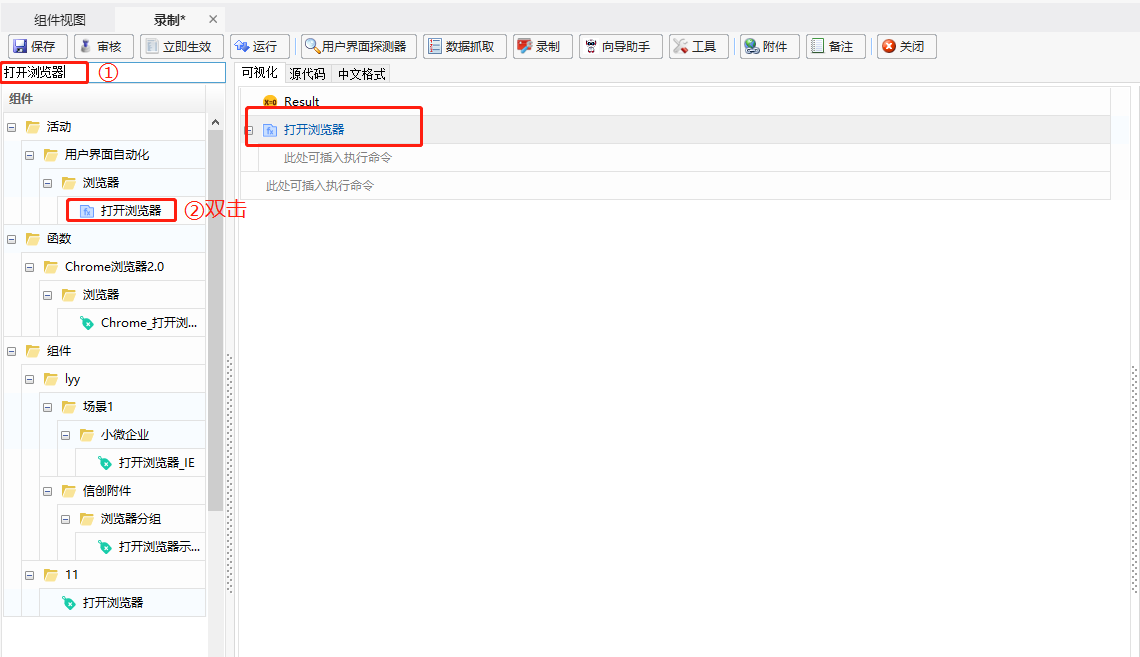 组件视图 录制*
保存 审核 立即生效 运行 用户界面探测器 数据抓取 录制 向导助手 工具 附件 备注 关闭
打开浏览器 ① 可视化 源代码 中文格式
组件
Result
活动
打开浏览器
用户界面自动化
此处可插入执行命令
浏览器
此处可插入执行命令
打开浏览器 ②双击
函数
Chrome浏览器2.0
浏览器
Chrome_打开浏...
组件
lyy
场景1
小微企业
打开浏览器_IE
信创附件
浏览器分组
打开浏览器示...
11
打开浏览器